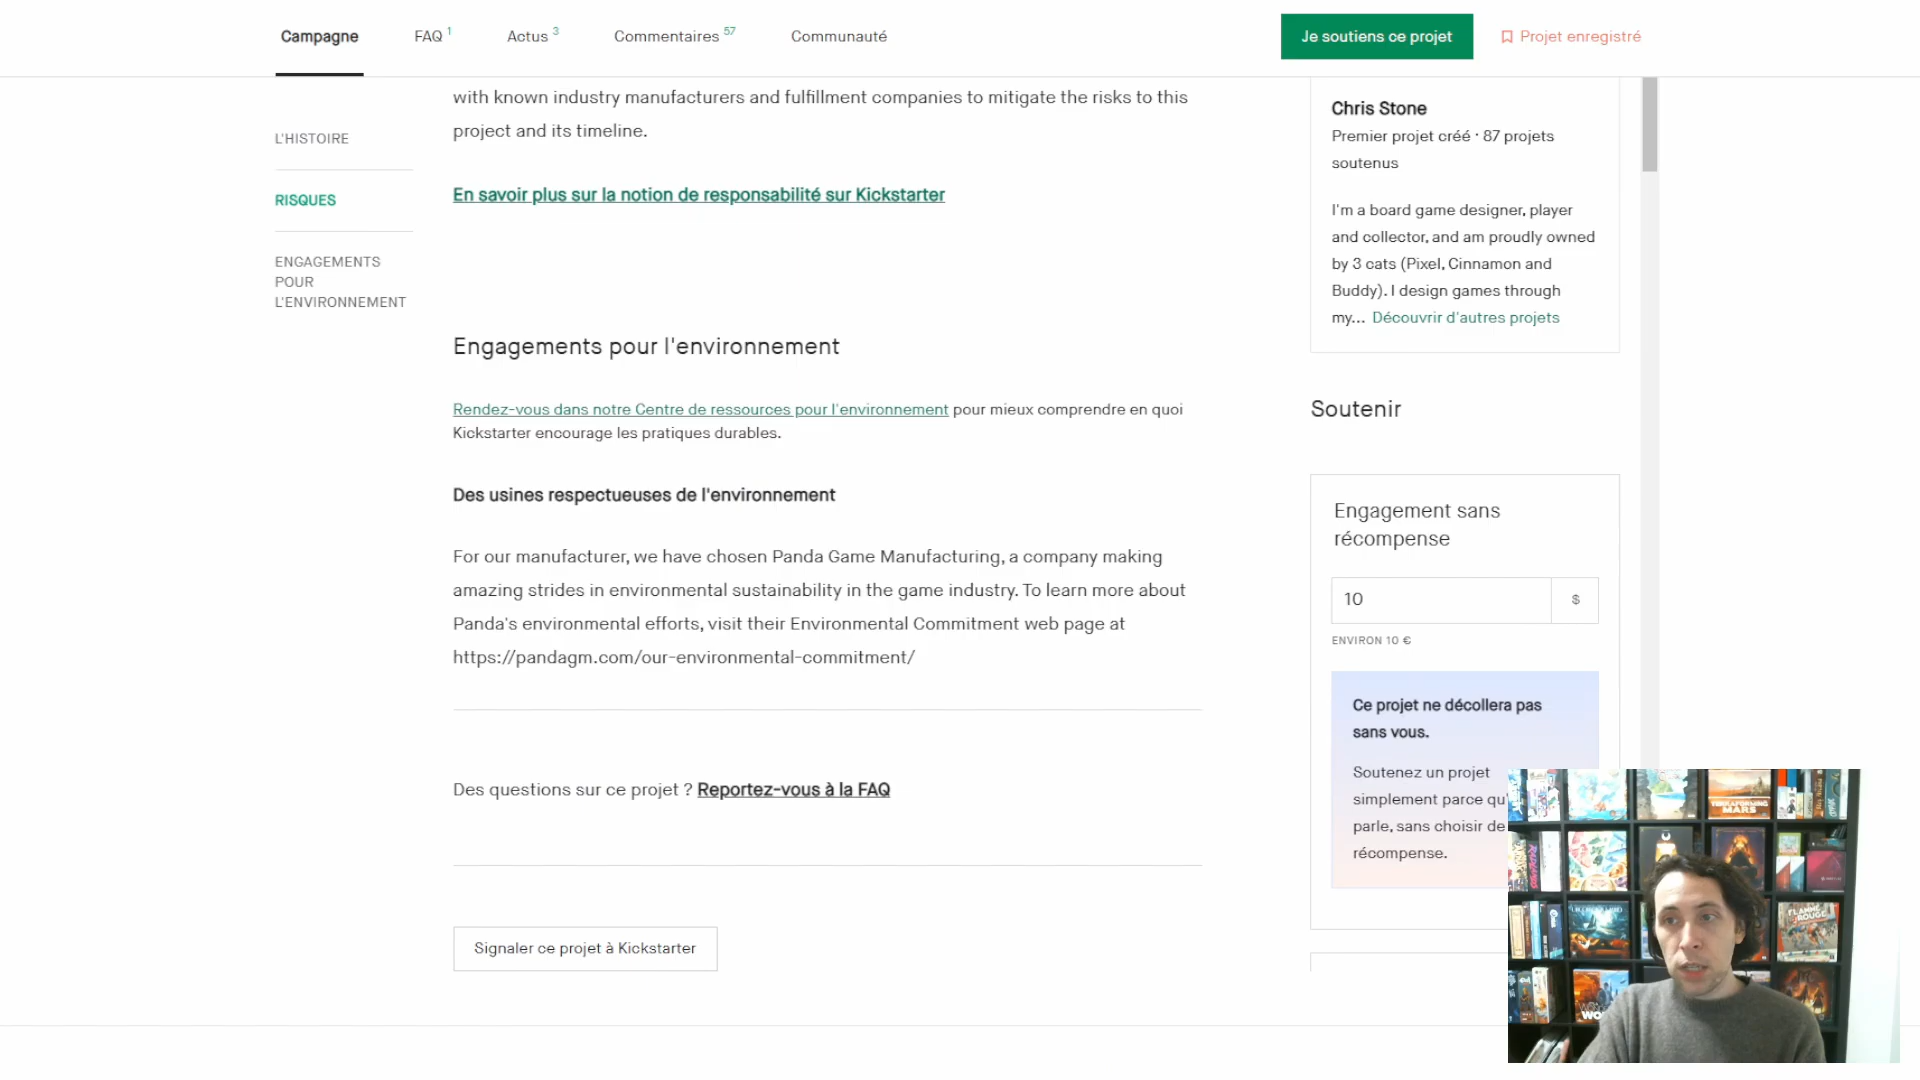 Campagne
FAQ 1
Actus 3
Commentaires 57
Communauté
Je soutiens ce projet
Projet enregistré
L'HISTOIRE
RISQUES
ENGAGEMENTS
POUR
L'ENVIRONNEMENT
with known industry manufacturers and fulfillment companies to mitigate the risks to this
project and its timeline.
En savoir plus sur la notion de responsabilité sur Kickstarter
Engagements pour l'environnement
Rendez-vous dans notre Centre de ressources pour l'environnement pour mieux comprendre en quoi
Kickstarter encourage les pratiques durables.
Des usines respectueuses de l'environnement
For our manufacturer, we have chosen Panda Game Manufacturing, a company making
amazing strides in environmental sustainability in the game industry. To learn more about
Panda's environmental efforts, visit their Environmental Commitment web page at
https://pandagm.com/our-environmental-commitment/
Des questions sur ce projet ? Reportez-vous à la FAQ
Signaler ce projet à Kickstarter
Chris Stone
Premier projet créé · 87 projets
soutenus
I'm a board game designer, player
and collector, and am proudly owned
by 3 cats (Pixel, Cinnamon and
Buddy). I design games through
my... Découvrir d'autres projets
Soutenir
Engagement sans
récompense
10 $
ENVIRON 10 €
Ce projet ne décollera pas
sans vous.
Soutenez un projet
simplement parce qu'
parle, sans choisir de
récompense.
TERRAFORMING
MARS
FLAMME
ROUGE